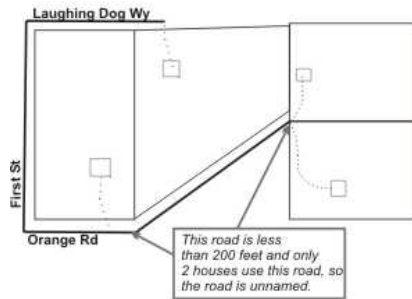 Laughing Dog Wy
First St
Orange Rd
This road is less
than 200 feet and only
2 houses use this road, so
the road is unnamed.